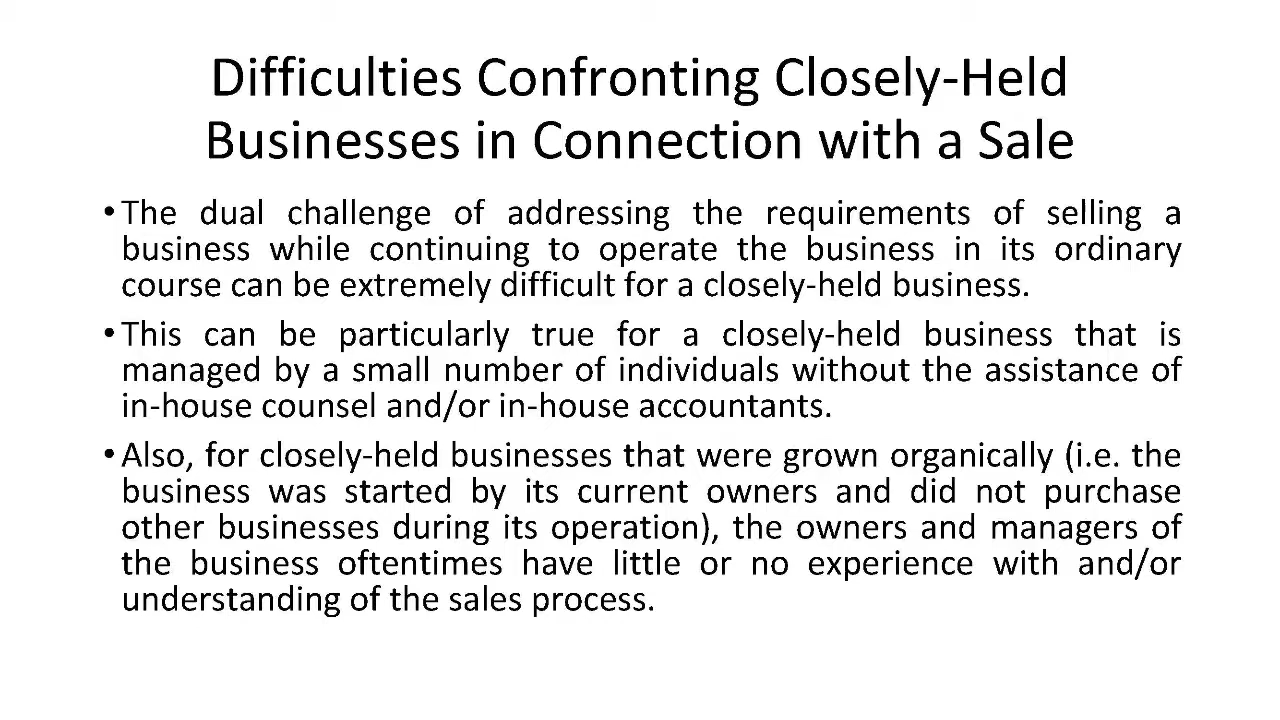 Difficulties Confronting Closely-Held
Businesses in Connection with a Sale
•The dual challenge of addressing the requirements of selling a
business while continuing to operate the business in its ordinary
course can be extremely difficult for a closely-held business.
•This can be particularly true for a closely-held business that is
managed by a small number of individuals without the assistance of
in-house counsel and/or in-house accountants.
•Also, for closely-held businesses that were grown organically (i.e. the
business was started by its current owners and did not purchase
other businesses during its operation), the owners and managers of
the business oftentimes have little or no experience with and/or
understanding of the sales process.